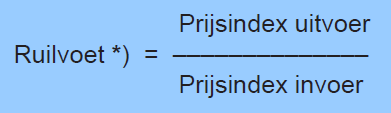 Prijsindex uitvoer
Ruilvoet *) =
Prijsindex invoer